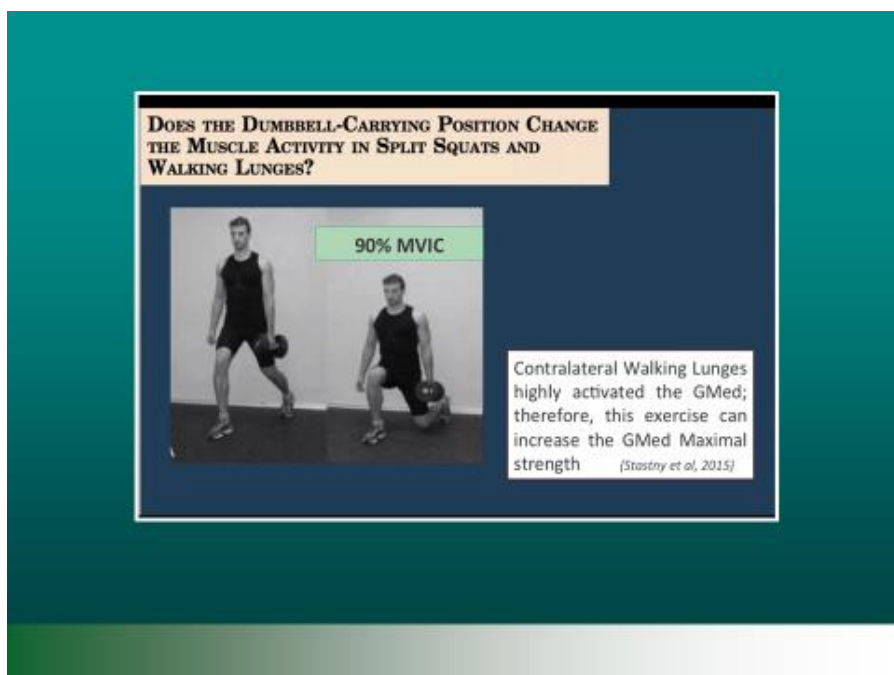 DOES THE DUMBBELL-CARRYING POSITION CHANGE
THE MUSCLE ACTIVITY IN SPLIT SQUATS AND
WALKING LUNGES?
90% MVIC
Contralateral Walking Lunges
highly activated the GMed;
therefore, this exercise can
increase the GMed Maximal
strength (Stastny et al, 2015)